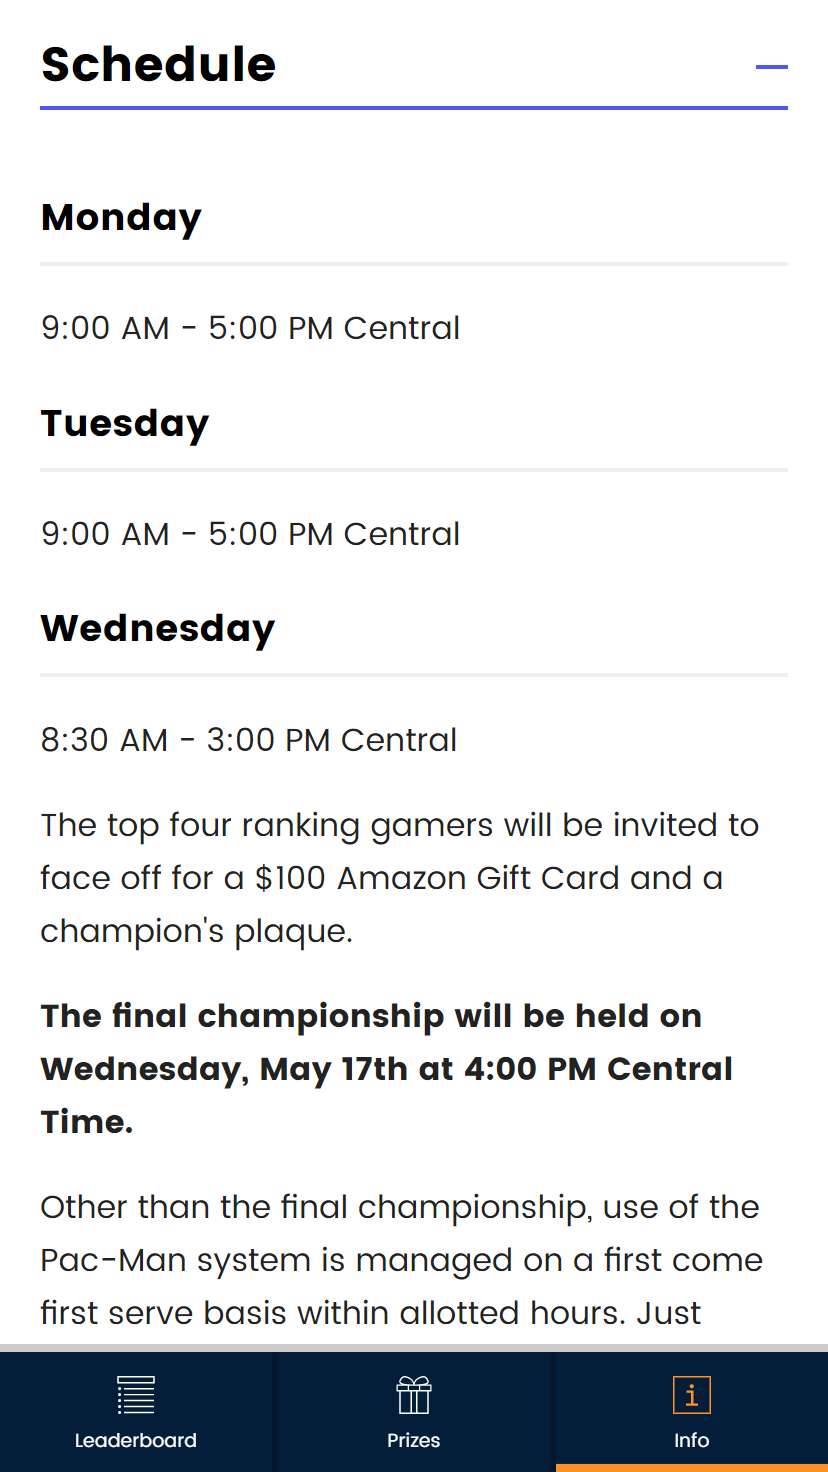 Schedule
Monday
9:00 AM - 5:00 PM Central
Tuesday
9:00 AM - 5:00 PM Central
Wednesday
8:30 AM - 3:00 PM Central
The top four ranking gamers will be invited to
face off for a $100 Amazon Gift Card and a
champion's plaque.
The final championship will be held on
Wednesday, May 17th at 4:00 PM Central
Time.
Other than the final championship, use of the
Pac-Man system is managed on a first come
first serve basis within allotted hours. Just
Leaderboard
Prizes
Info